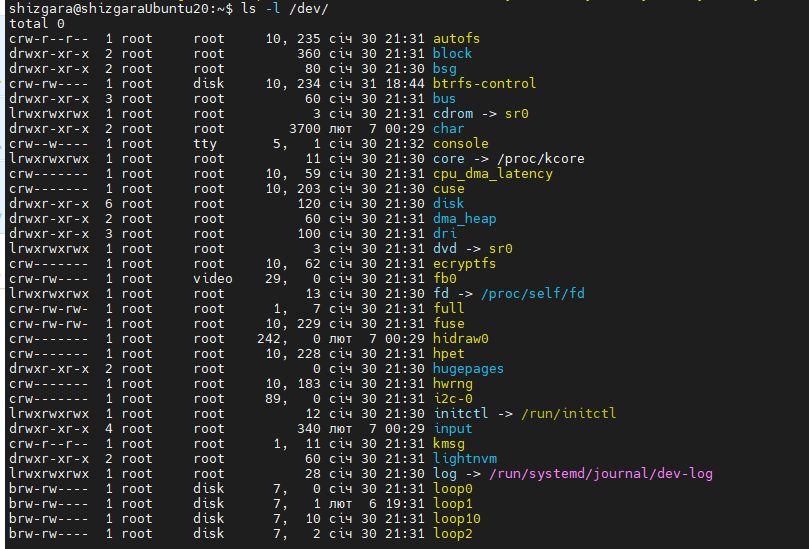 shizgara@shizgaraUbuntu20:~$ ls -l /dev/
total 0
crw-r--r-- 1 root root 10, 235 січ 30 21:31 autofs
drwxr-xr-x 2 root root 360 січ 30 21:31 block
drwxr-xr-x 2 root root 80 січ 30 21:30 bsg
crw-rw---- 1 root disk 10, 234 січ 31 18:44 btrfs-control
drwxr-xr-x 3 root root 60 січ 30 21:31 bus
lrwxrwxrwx 1 root root 3 січ 30 21:31 cdrom -> sr0
drwxr-xr-x 2 root root 3700 лют 7 00:29 char
crw--w---- 1 root tty 5, 1 січ 30 21:32 console
lrwxrwxrwx 1 root root 11 січ 30 21:30 core -> /proc/kcore
crw------- 1 root root 10, 59 січ 30 21:31 cpu_dma_latency
crw------- 1 root root 10, 203 січ 30 21:30 cuse
drwxr-xr-x 6 root root 120 січ 30 21:30 disk
drwxr-xr-x 2 root root 60 січ 30 21:31 dma_heap
drwxr-xr-x 3 root root 100 січ 30 21:31 dri
lrwxrwxrwx 1 root root 3 січ 30 21:31 dvd -> sr0
crw------- 1 root root 10, 62 січ 30 21:31 ecryptfs
crw-rw---- 1 root video 29, 0 січ 30 21:31 fb0
lrwxrwxrwx 1 root root 13 січ 30 21:30 fd -> /proc/self/fd
crw-rw-rw- 1 root root 1, 7 січ 30 21:31 full
crw-rw-rw- 1 root root 10, 229 січ 30 21:31 fuse
crw------- 1 root root 242, 0 лют 7 00:29 hidraw0
crw------- 1 root root 10, 228 січ 30 21:31 hpet
drwxr-xr-x 2 root root 0 січ 30 21:30 hugepages
crw------- 1 root root 10, 183 січ 30 21:31 hwrng
crw------- 1 root root 89, 0 січ 30 21:31 i2c-0
lrwxrwxrwx 1 root root 12 січ 30 21:30 initctl -> /run/initctl
drwxr-xr-x 4 root root 340 лют 7 00:29 input
crw-r--r-- 1 root root 1, 11 січ 30 21:31 kmsg
drwxr-xr-x 2 root root 60 січ 30 21:31 lightnvm
lrwxrwxrwx 1 root root 28 січ 30 21:30 log -> /run/systemd/journal/dev-log
brw-rw---- 1 root disk 7, 0 січ 30 21:31 loop0
brw-rw---- 1 root disk 7, 1 лют 6 19:31 loop1
brw-rw---- 1 root disk 7, 10 січ 30 21:31 loop10
brw-rw---- 1 root disk 7, 2 січ 30 21:31 loop2